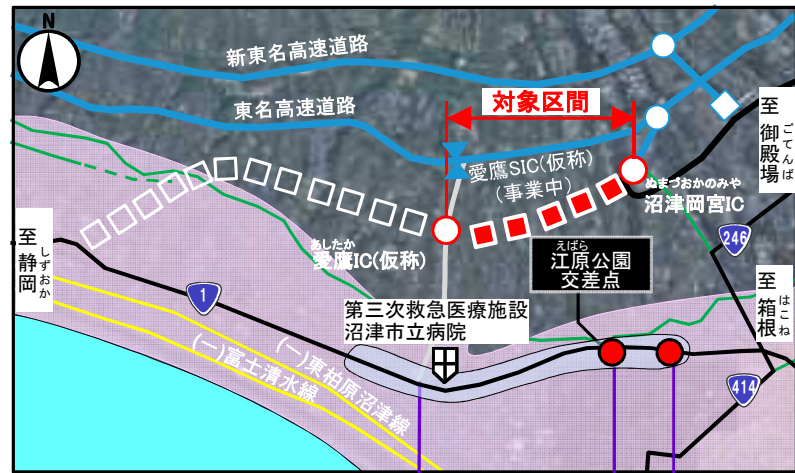 N
新東名高速道路
東名高速道路
対象区間
至
御殿場
ごてんば
愛鷹SIC(仮称)
(事業中)
ぬまづおかのみや
沼津岡宮IC
あしたか
愛鷹IC(仮称)
至
静岡
しずおか
246
えばら
江原公園
交差点
1
第三次救急医療施設
沼津市立病院
至
箱根
はこね
(一)東柏原沼津線
(一)富士清水線
414